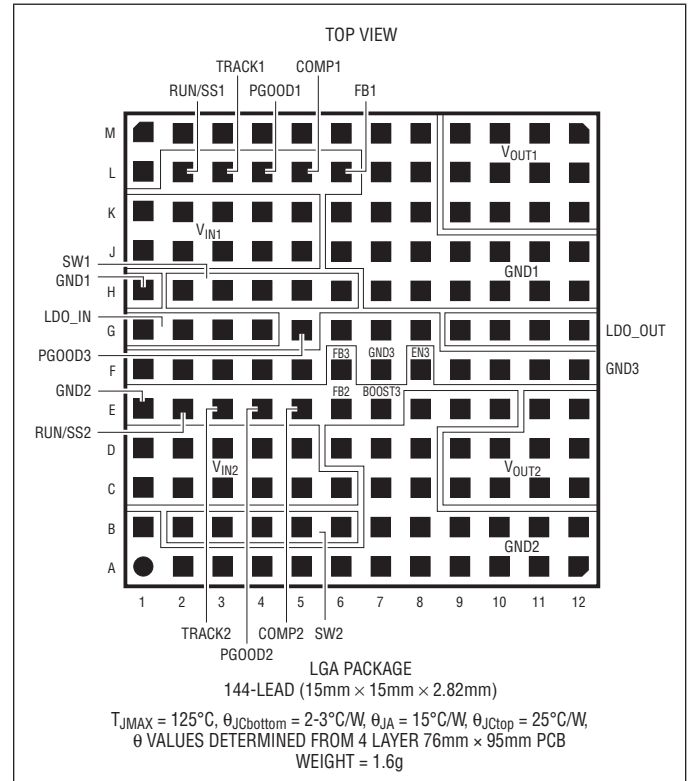 TOP VIEW
TRACK1 COMP1
RUN/SS1 PGOOD1 FB1
M
VOUT1
L
K
VIN1
J
SW1
GND1
GND1
H
LDO_IN
G
LDO_OUT
PGOOD3
FB3 GND3 EN3
F
GND3
GND2
FB2 BOOST3
E
RUN/SS2
D
VIN2
VOUT2
C
B
GND2
A
1 2 3 4 5 6 7 8 9 10 11 12
TRACK2 COMP2 SW2
PGOOD2
LGA PACKAGE
144-LEAD (15mm × 15mm × 2.82mm)
TJMAX = 125°C, θJCbottom = 2-3°C/W, θJA = 15°C/W, θJCtop = 25°C/W,
θ VALUES DETERMINED FROM 4 LAYER 76mm × 95mm PCB
WEIGHT = 1.6g